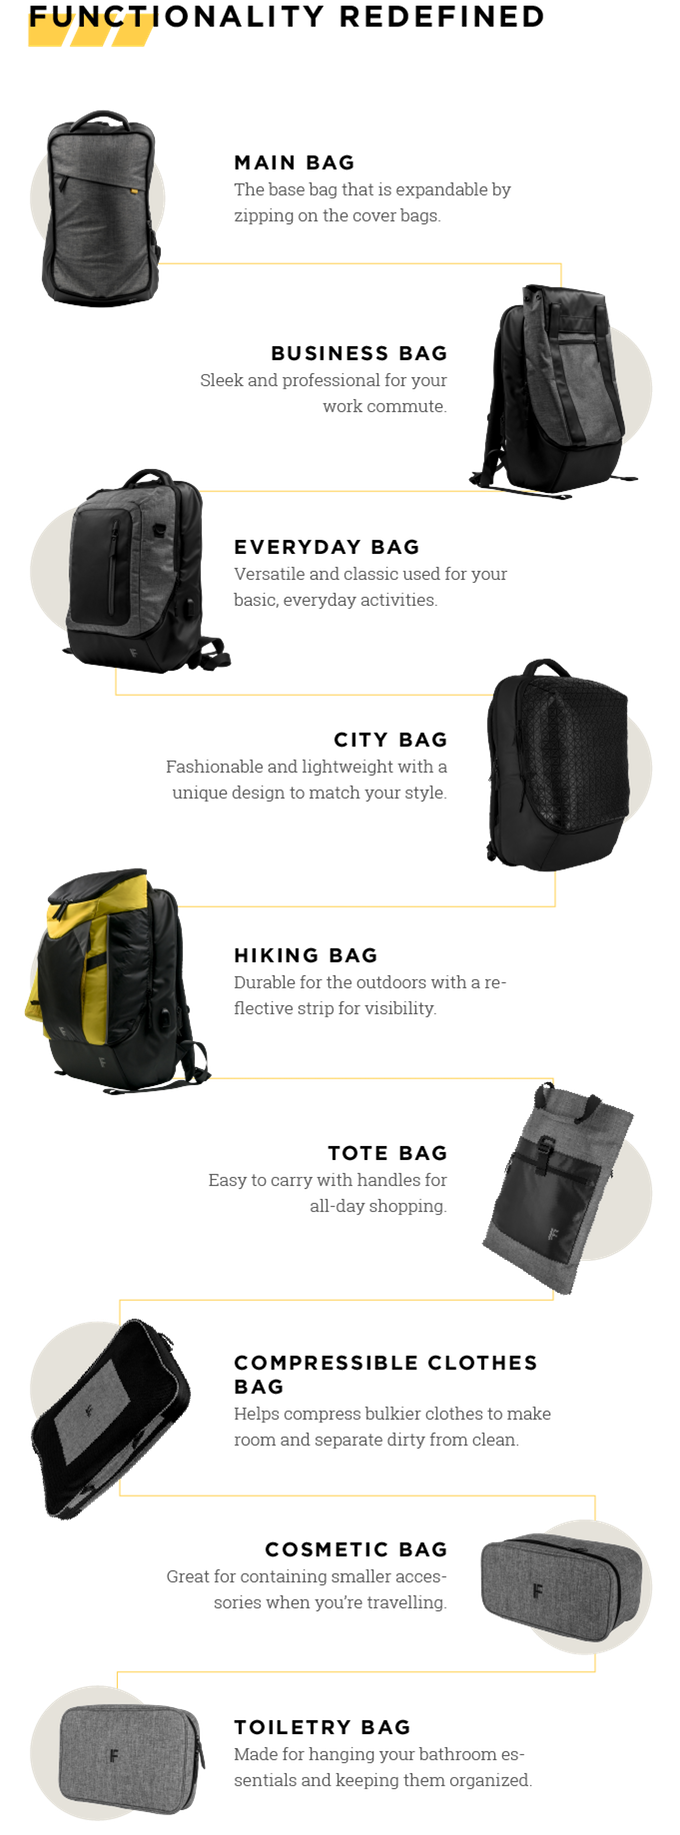 FUNCTIONALITY REDEFINED
MAIN BAG
The base bag that is expandable by
zipping on the cover bags.
BUSINESS BAG
Sleek and professional for your
work commute.
EVERYDAY BAG
Versatile and classic used for your
basic, everyday activities.
CITY BAG
Fashionable and lightweight with a
unique design to match your style.
HIKING BAG
Durable for the outdoors with a re-
flective strip for visibility.
TOTE BAG
Easy to carry with handles for
all-day shopping.
COMPRESSIBLE CLOTHES
BAG
Helps compress bulkier clothes to make
room and separate dirty from clean.
COSMETIC BAG
Great for containing smaller acces-
sories when you’re travelling.
TOILETRY BAG
Made for hanging your bathroom es-
sentials and keeping them organized.